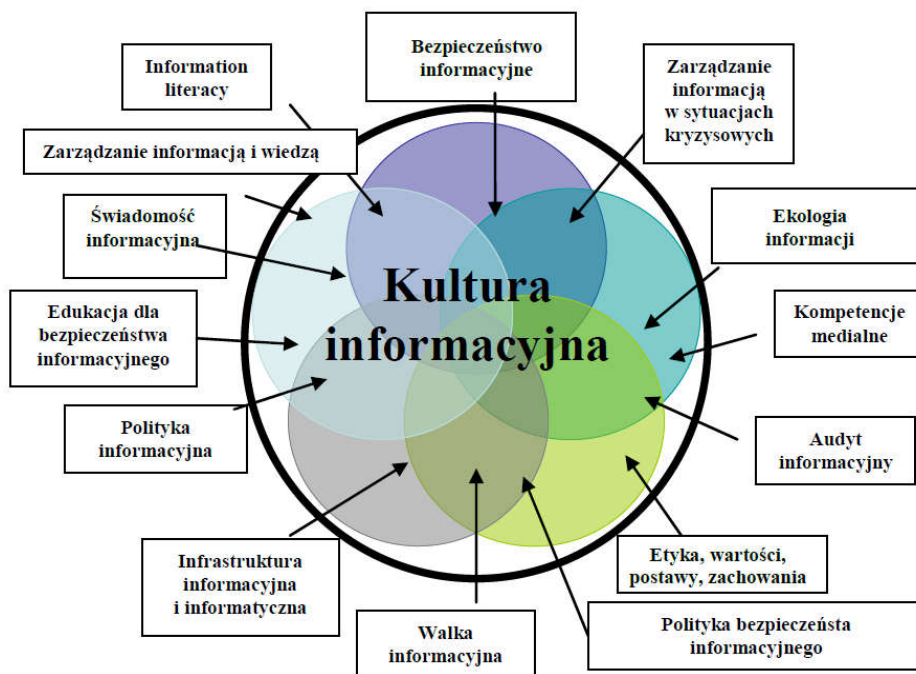 Bezpieczeństwo
informacyjne
Information
literacy
Zarządzanie
informacją
w sytuacjach
kryzysowych
Zarządzanie informacją i wiedzą
Świadomość
informacyjna
Ekologia
informacji
Kultura
informacyjna
Edukacja dla
bezpieczeństwa
informacyjnego
Kompetencje
medialne
Polityka
informacyjna
Audyt
informacyjny
Infrastruktura
informacyjna
i informatyczna
Etyka, wartości,
postawy, zachowania
Walka
informacyjna
Polityka bezpieczeństa
informacyjnego